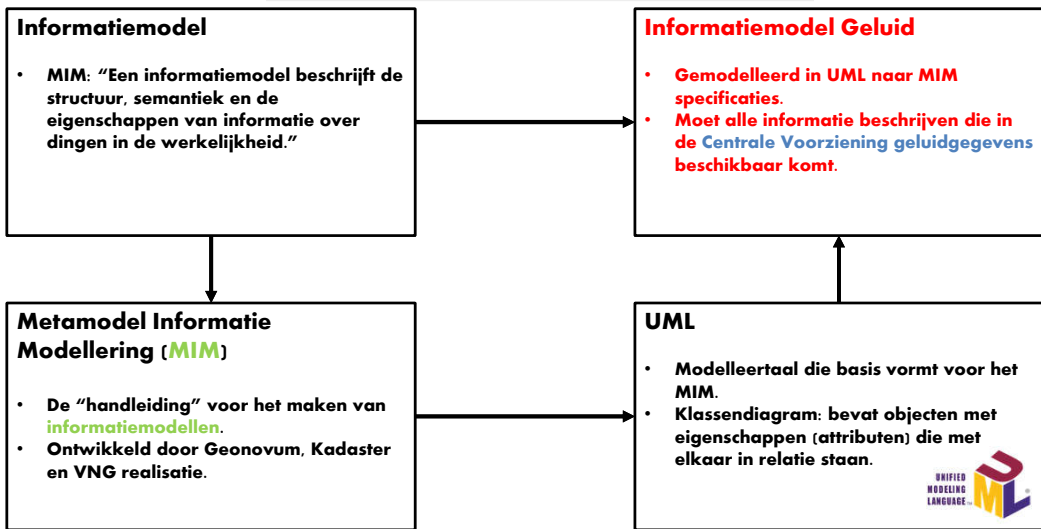 Informatiemodel
• MIM: "Een informatiemodel beschrijft de
structuur, semantiek en de
eigenschappen van informatie over
dingen in de werkelijkheid."
Informatiemodel Geluid
• Gemodelleerd in UML naar MIM
specificaties.
• Moet alle informatie beschrijven die in
de Centrale Voorziening geluidgegevens
beschikbaar komt.
Metamodel Informatie
Modellering (MIM)
• De "handleiding" voor het maken van
informatiemodellen.
• Ontwikkeld door Geonovum, Kadaster
en VNG realisatie.
UML
• Modelleertaal die basis vormt voor het
MIM.
• Klassendiagram: bevat objecten met
eigenschappen (attributen) die met
elkaar in relatie staan.
UNIFIED
MODELING
LANGUAGE™
UML®